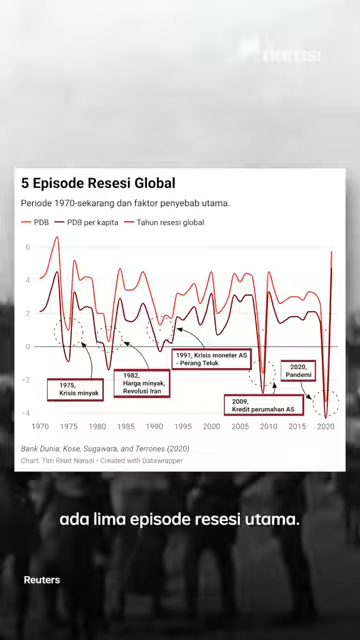 narasi
5 Episode Resesi Global
Periode 1970-sekarang dan faktor penyebab utama.
PDB PDB per kapita Tahun resesi global
6
4
2
0
-2
-4
1975,
Krisis minyak
1982,
Harga minyak,
Revolusi Iran
1991, Krisis moneter AS
- Perang Teluk
2009,
Kredit perumahan AS
2020,
Pandemi
1970 1975 1980 1985 1990 1995 2000 2005 2010 2015 2020
Bank Dunia; Kose, Sugawara, and Terrones (2020)
Chart: Tim Riset Narasi • Created with Datawrapper
ada lima episode resesi utama.
Reuters